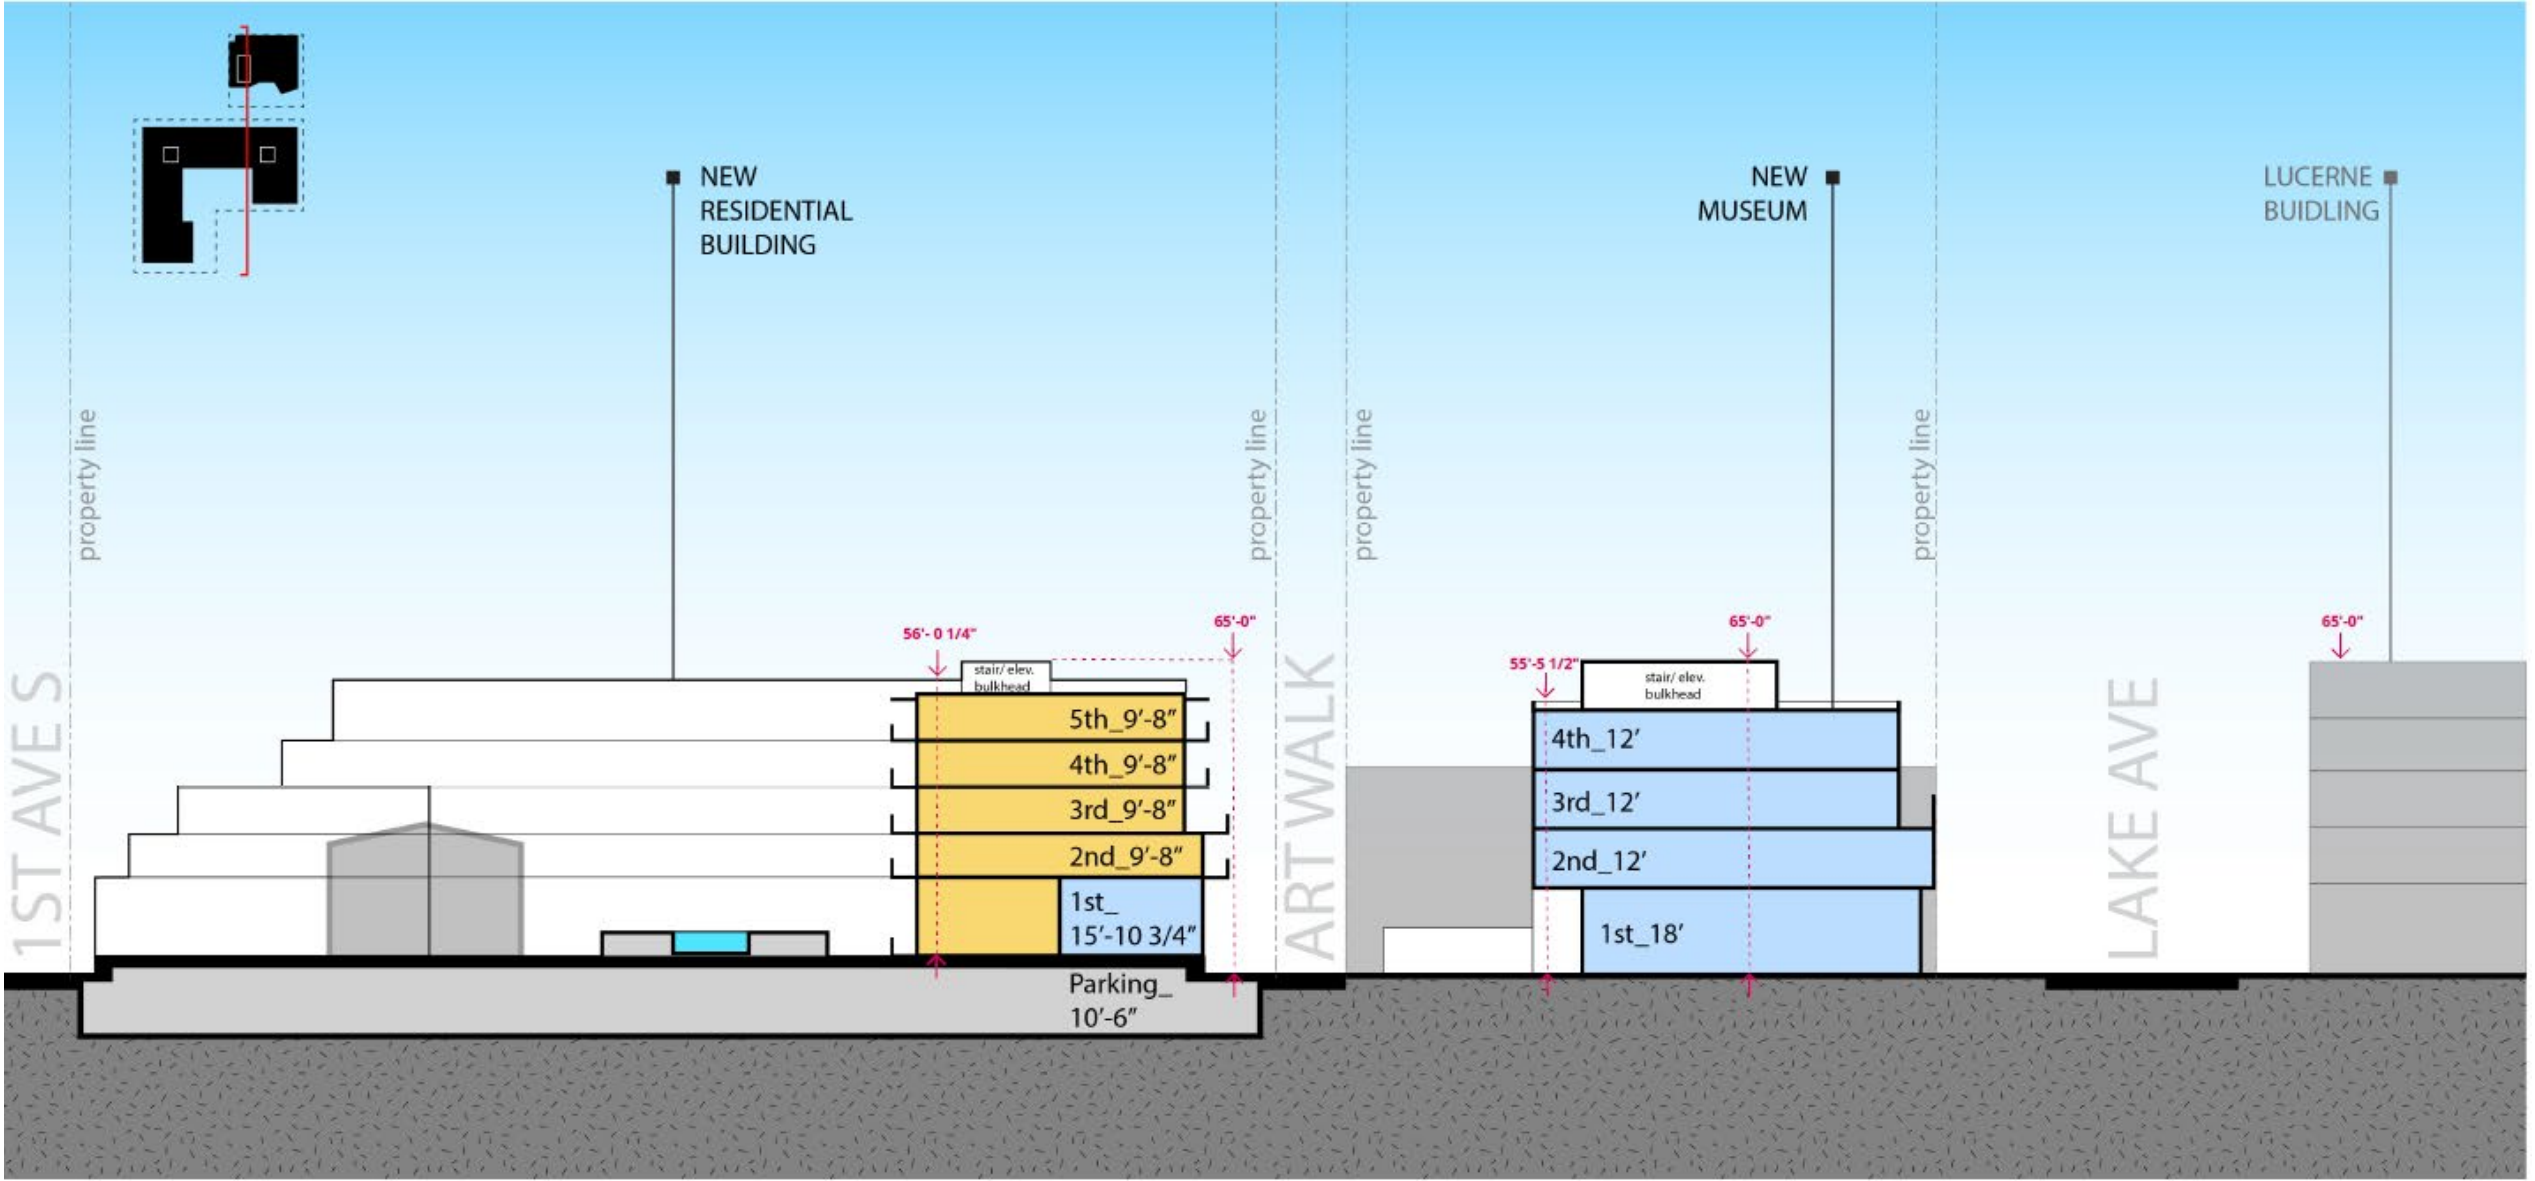 NEW
RESIDENTIAL
BUILDING
NEW
MUSEUM
LUCERNE
BUIDLING
property line
property line
property line
property line
1ST AVE S
ART WALK
LAKE AVE
56'- 0 1/4"
65'-0"
55'-5 1/2"
65'-0"
65'-0"
stair/ elev.
bulkhead
5th_9'-8"
4th_9'-8"
3rd_9'-8"
2nd_9'-8"
1st_
15'-10 3/4"
Parking_
10'-6"
stair/ elev.
bulkhead
4th_12'
3rd_12'
2nd_12'
1st_18'